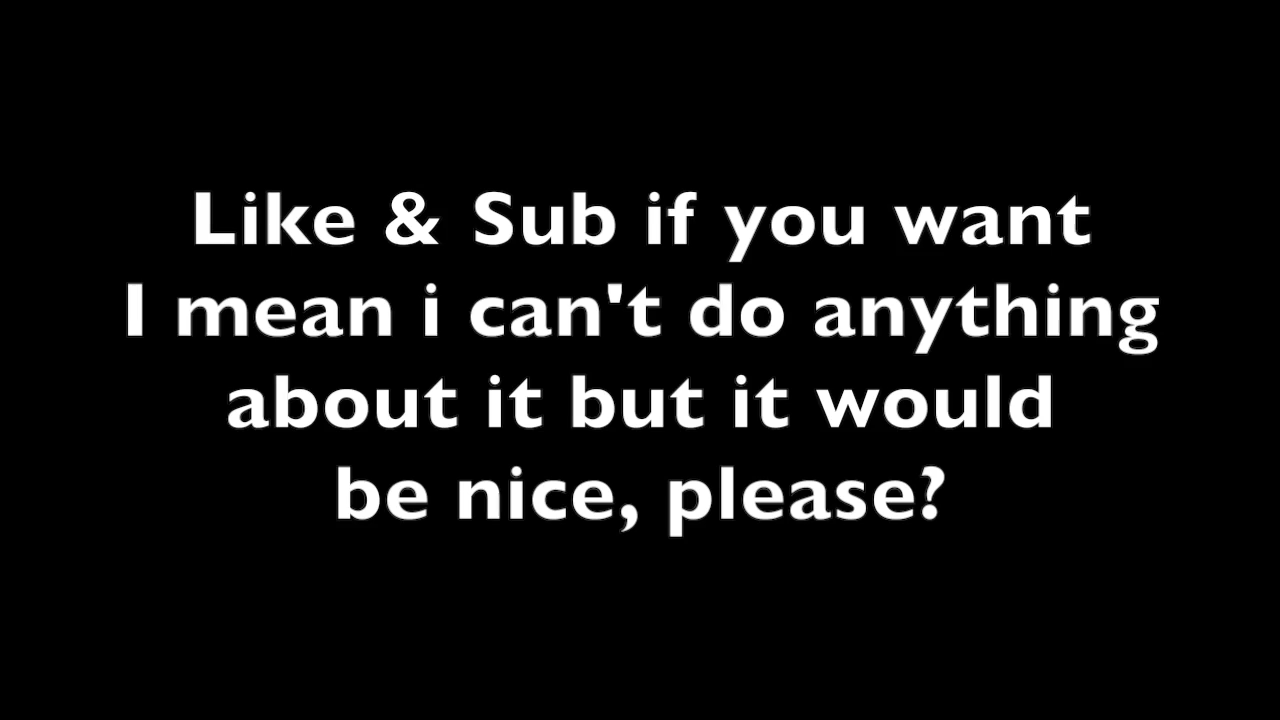 Like & Sub if you want
I mean i can't do anything
about it but it would
be nice, please?